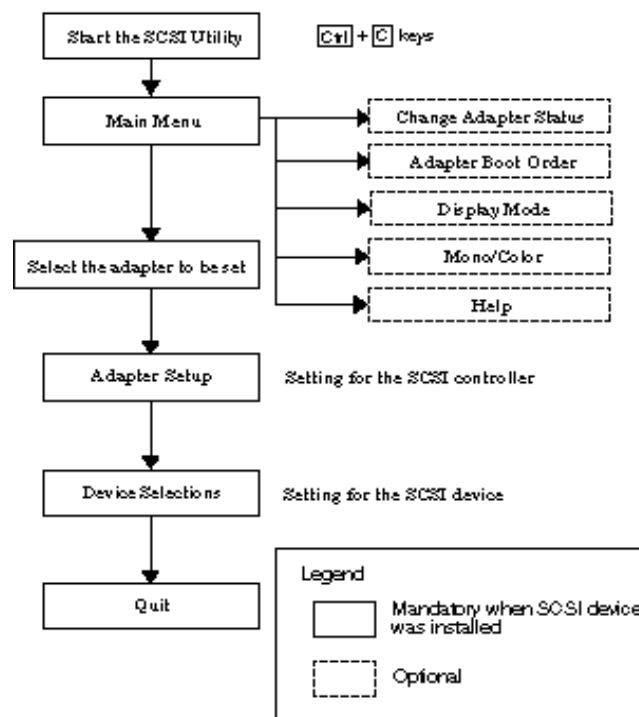 Start the SCSI Utility
Ctrl + C keys
Main Menu
Change Adapter Status
Adapter Boot Order
Display Mode
Mono/Color
Help
Select the adapter to be set
Adapter Setup
Setting for the SCSI controller
Device Selections
Setting for the SCSI device
Quit
Legend
Mandatory when SCSI device
was installed
Optional